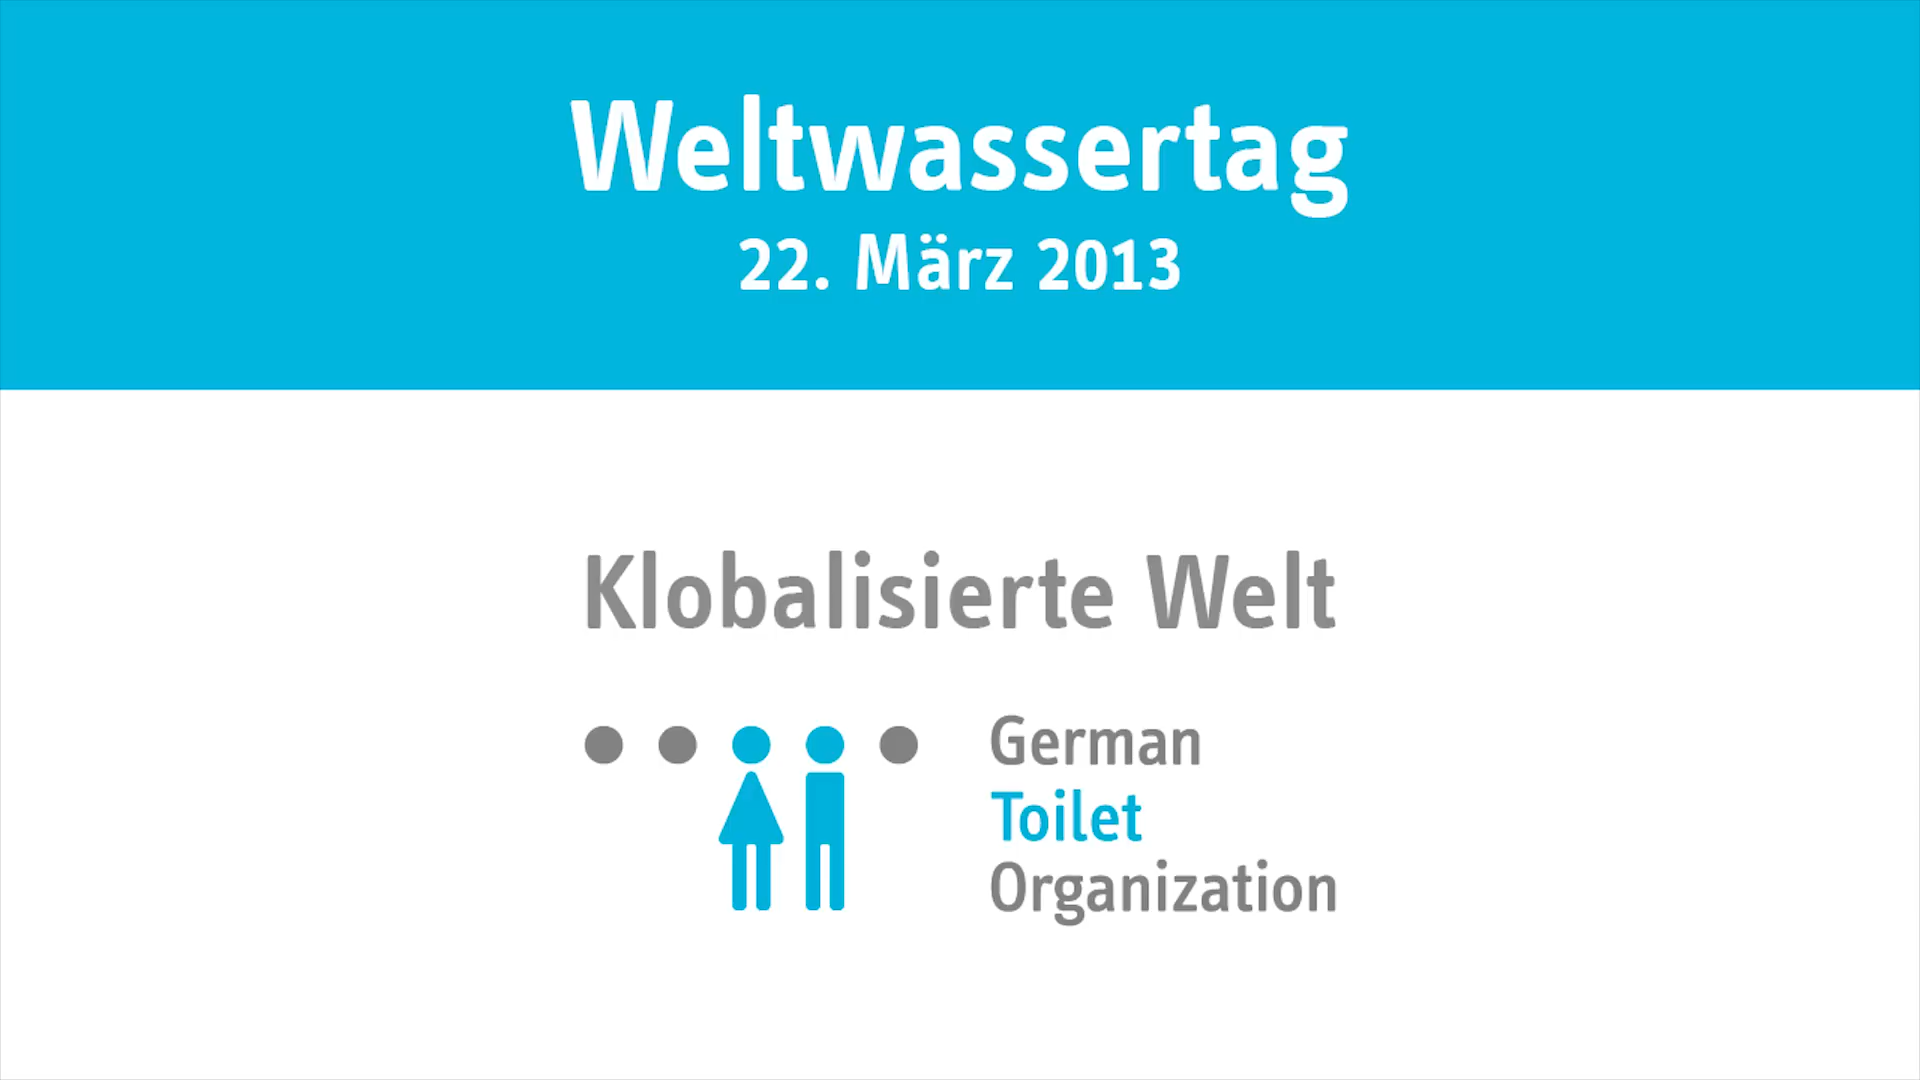 Weltwassertag
22. März 2013
Klobalisierte Welt
German
Toilet
Organization